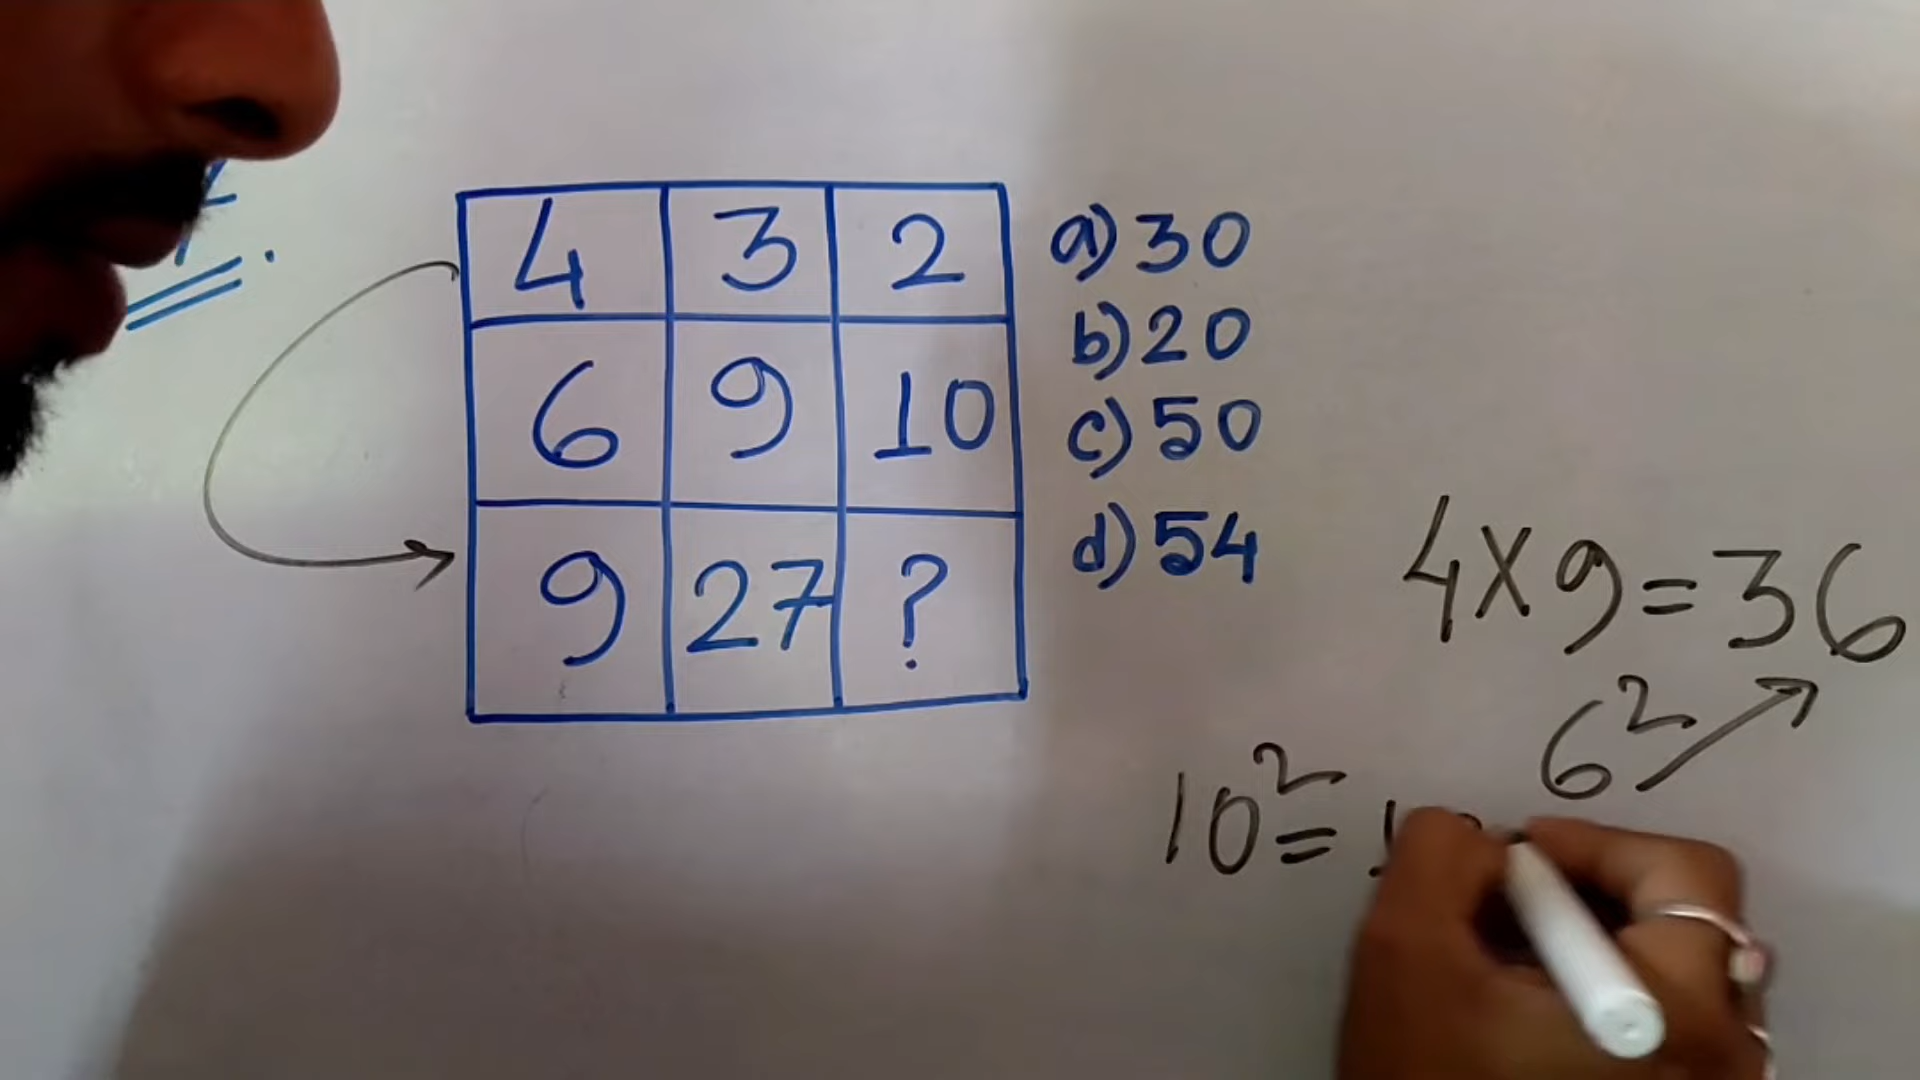 4 3 2
6 9 10
9 27 ?
a) 30
b) 20
c) 50
d) 54
4 × 9 = 36
6²
10² =